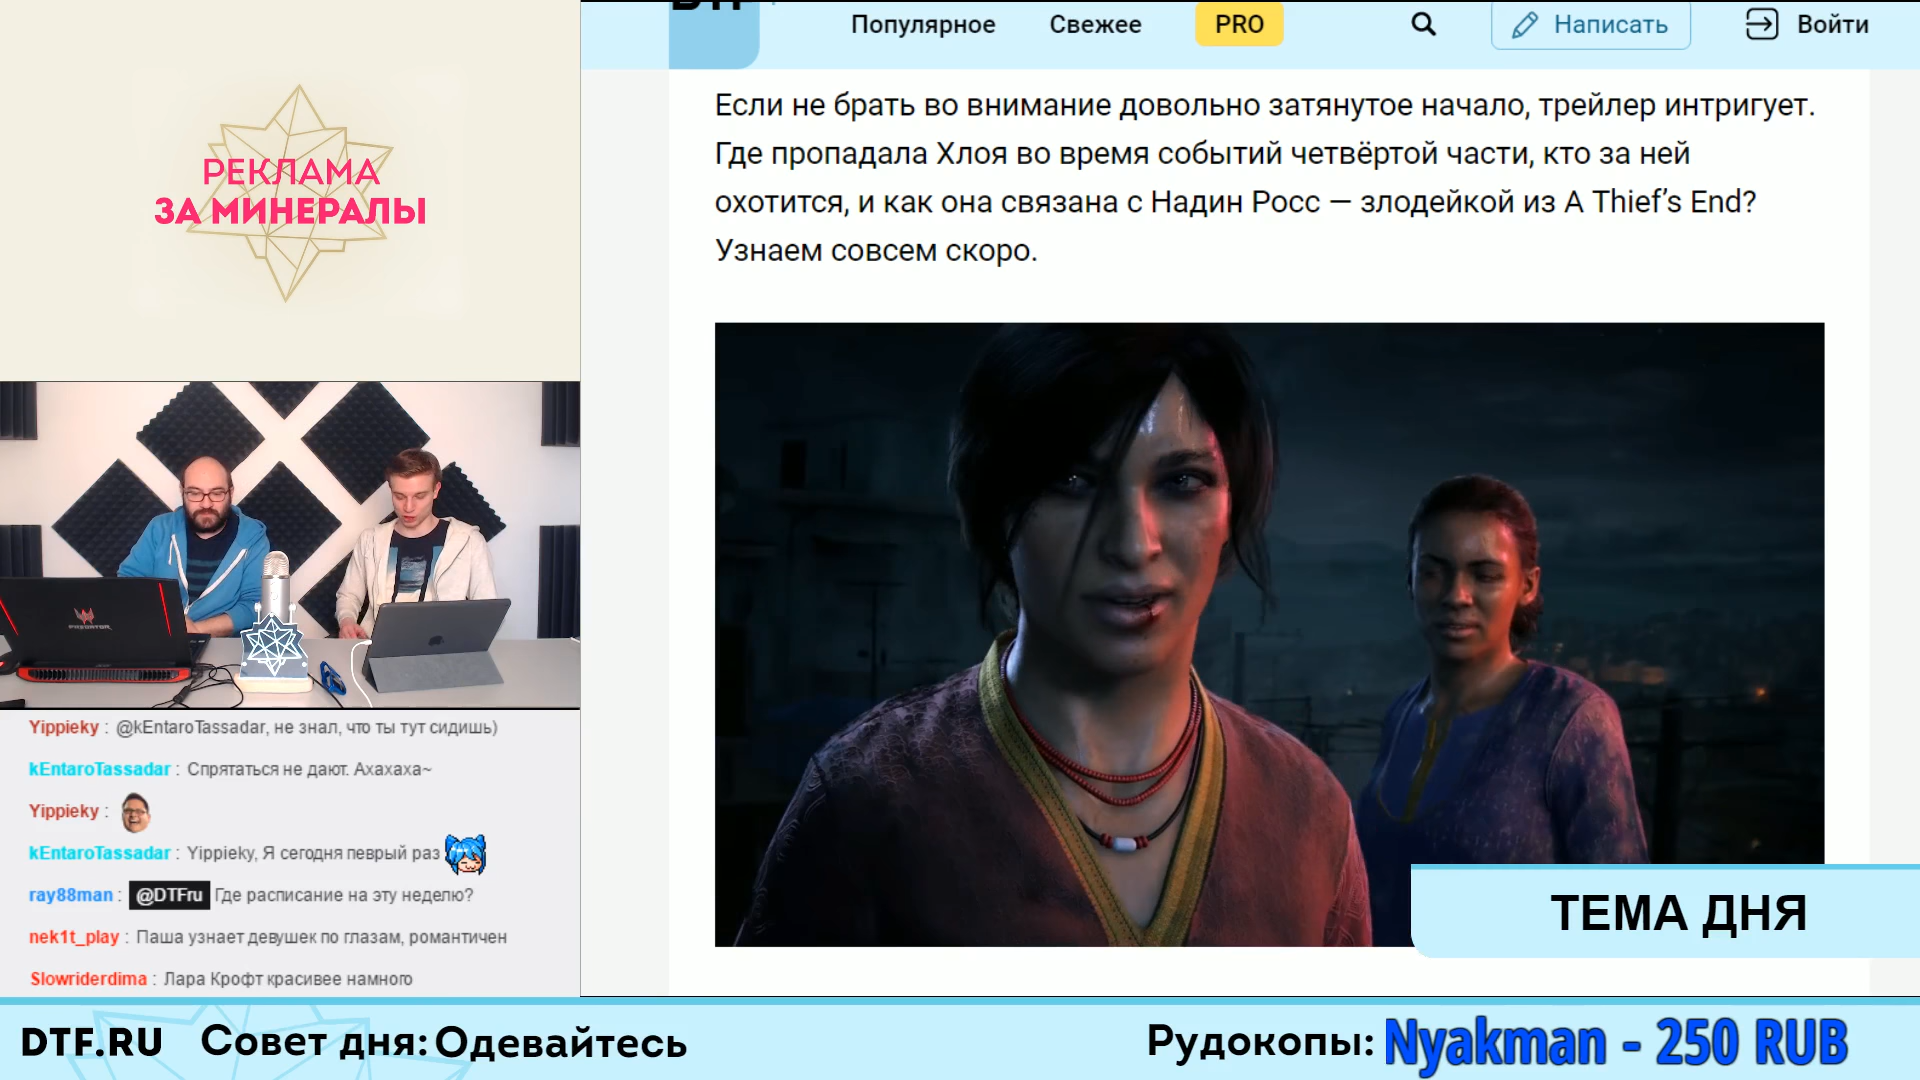 РЕКЛАМА
ЗА МИНЕРАЛЫ
Популярное Свежее PRO Написать Войти
Если не брать во внимание довольно затянутое начало, трейлер интригует.
Где пропадала Хлоя во время событий четвёртой части, кто за ней
охотится, и как она связана с Надин Росс — злодейкой из A Thief’s End?
Узнаем совсем скоро.
PREDATOR
acer
Yippieky : @kEntaroTassadar, не знал, что ты тут сидишь)
kEntaroTassadar : Спрятаться не дают. Ахахаха~
Yippieky :
kEntaroTassadar : Yippieky, Я сегодня певрый раз
ray88man : @DTFru Где расписание на эту неделю?
nek1t_play : Паша узнает девушек по глазам, романтичен
Slowriderdima : Лара Крофт красивее намного
ТЕМА ДНЯ
DTF.RU Совет дня: Одевайтесь
Рудокопы: Nyakman - 250 RUB